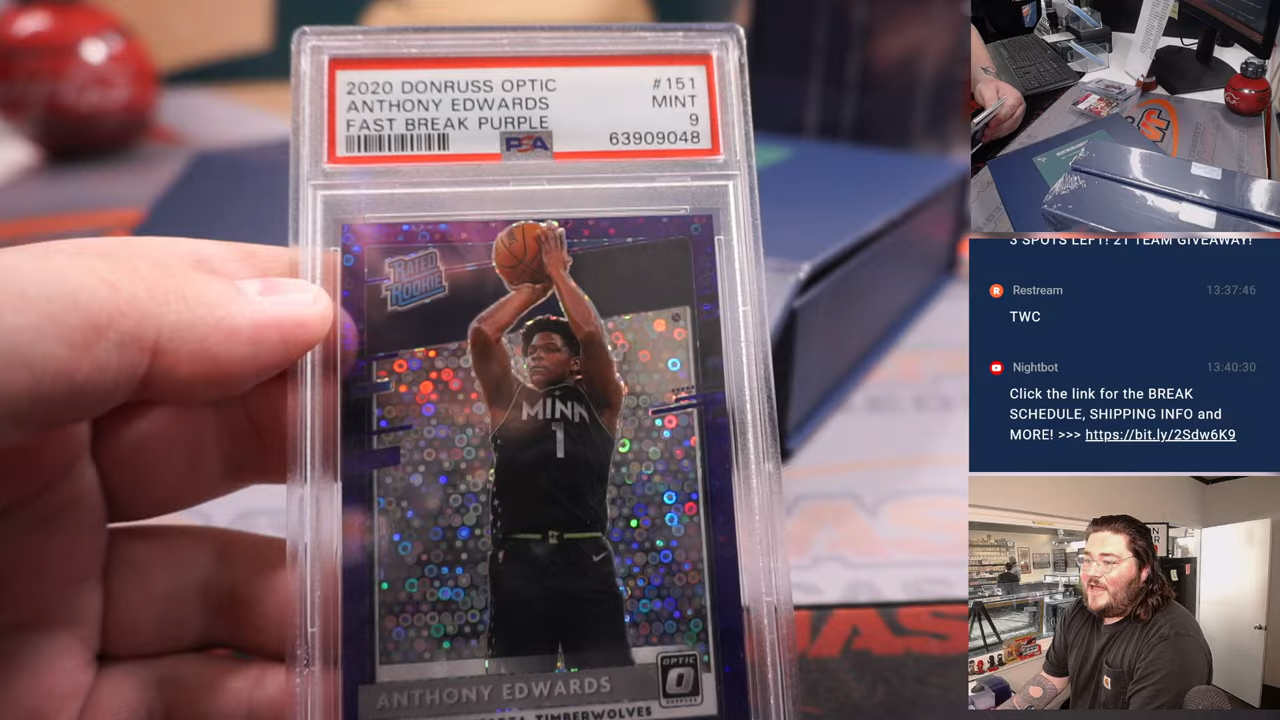 2020 DONRUSS OPTIC #151
ANTHONY EDWARDS MINT
FAST BREAK PURPLE 9
PSA 63909048
RATED
ROOKIE
MINN
1
ANTHONY EDWARDS
OPTIC
TIMBERWOLVES
3 SPOTS LEFT! 21 TEAM GIVEAWAY!
R Restream 13:37:46
TWC
Nightbot 13:40:30
Click the link for the BREAK
SCHEDULE, SHIPPING INFO and
MORE! >>> https://bit.ly/2Sdw6K9